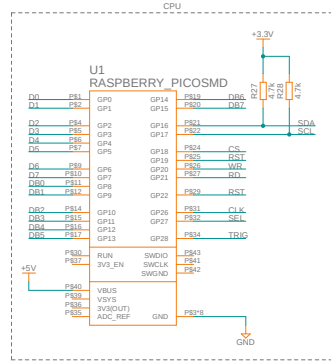 CPU
+3.3V
U1
RASPBERRY_PICOSMD
R27
4.7k
R28
4.7k
D0 P$1 GP0 GP14 P$19 DB6
D1 P$2 GP1 GP15 P$20 DB7
D2 P$4 GP2 GP16 P$21 SDA
D3 P$5 GP3 GP17 P$22 SCL
D4 P$6 GP4
D5 P$7 GP5 GP18 P$24 CS
GP19 P$25 RST
D6 P$9 GP6 GP20 P$26 WR
D7 P$10 GP7 GP21 P$27 RD
DB0 P$11 GP8
DB1 P$12 GP9 GP22 P$29 RST
DB2 P$14 GP10 GP26 P$31 CLK
DB3 P$15 GP11 GP27 P$32 SEL
DB4 P$16 GP12
DB5 P$17 GP13 GP28 P$34 TRIG
P$30 RUN SWDIO P$43
P$37 3V3_EN SWCLK P$41
SWGND P$42
+5V
P$40 VBUS
P$39 VSYS
P$36 3V3(OUT)
P$35 ADC_REF GND P$3*8
GND